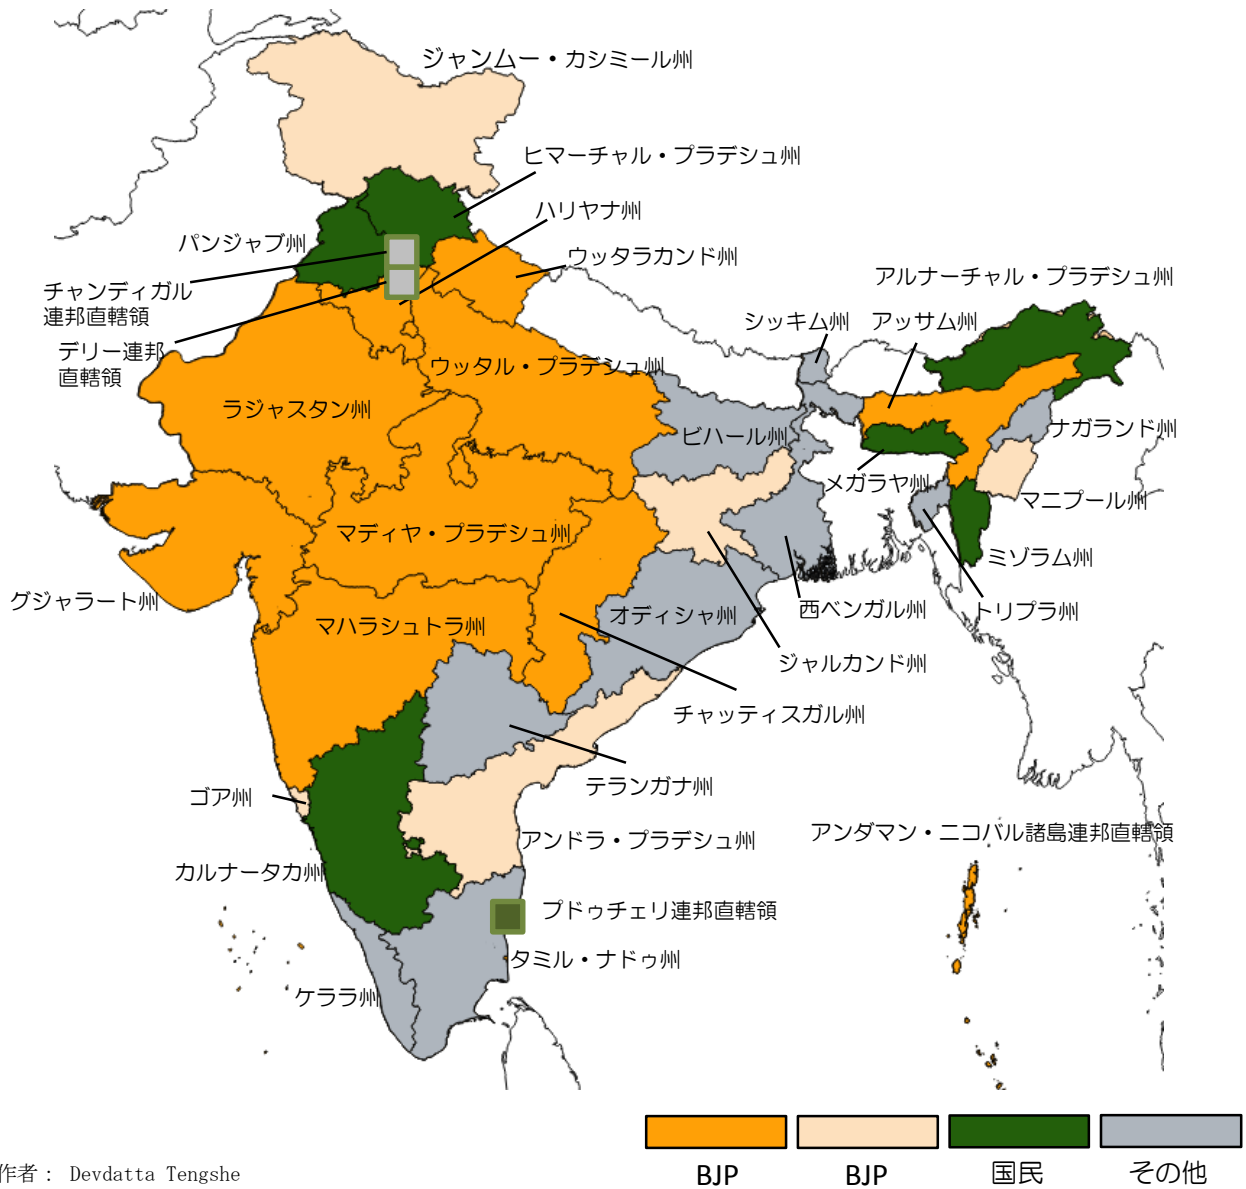 ジャンムー・カシミール州
ヒマーチャル・プラデシュ州
ハリヤナ州
パンジャブ州
ウッタラカンド州
アルナーチャル・プラデシュ州
チャンディガル
連邦直轄領
シッキム州
アッサム州
デリー連邦
直轄領
ウッタル・プラデシュ州
ラジャスタン州
ビハール州
ナガランド州
メガラヤ州
マニプール州
マディヤ・プラデシュ州
ミゾラム州
グジャラート州
マハラシュトラ州
オディシャ州
西ベンガル州
トリプラ州
ジャルカンド州
チャッティスガル州
テランガナ州
ゴア州
アンドラ・プラデシュ州
アンダマン・ニコバル諸島連邦直轄領
カルナータカ州
プドゥチェリ連邦直轄領
タミル・ナドゥ州
ケララ州
BJP
BJP
国民
その他
作者： Devdatta Tengshe